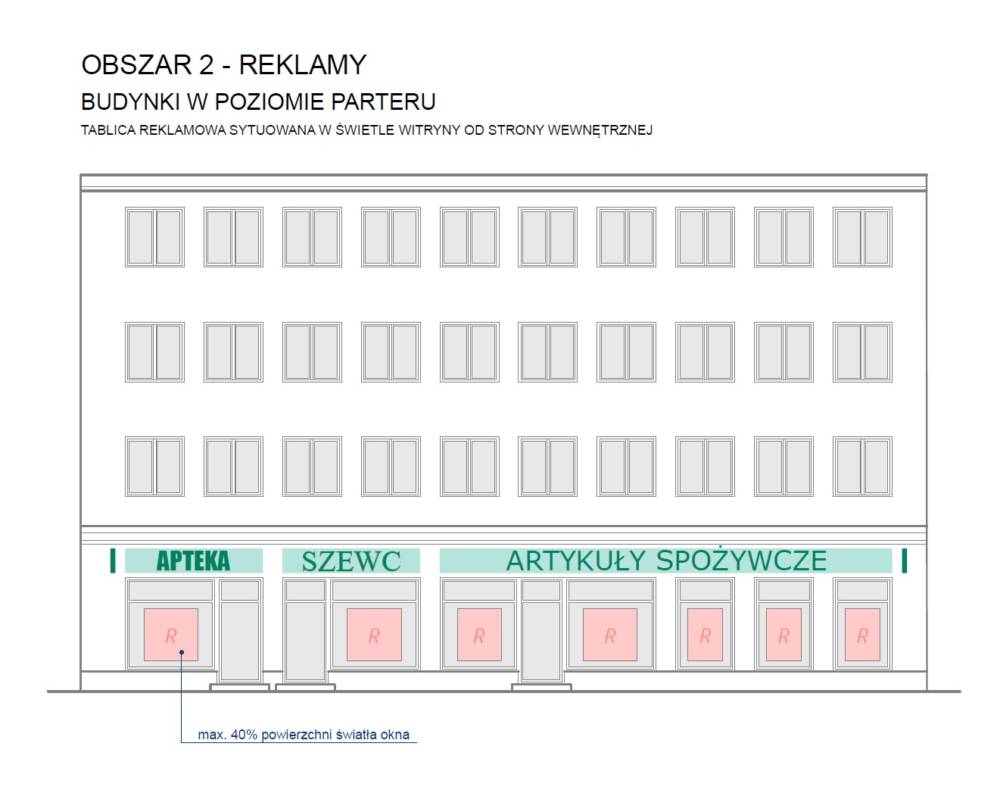 OBSZAR 2 - REKLAMY
BUDYNKI W POZIOMIE PARTERU
TABLICA REKLAMOWA SYTUOWANA W ŚWIETLE WITRYNY OD STRONY WEWNĘTRZNEJ
APTEKA SZEWC ARTYKUŁY SPOŻYWCZE
R R R R R R R
max. 40% powierzchni światła okna